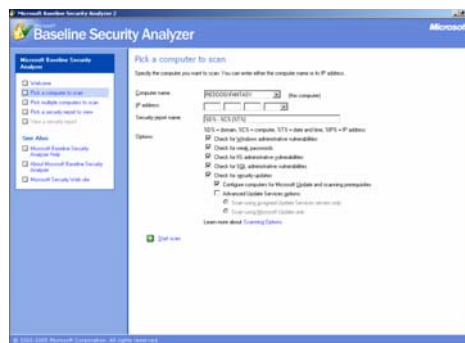 Microsoft Baseline Security Analyzer 2
Microsoft
Baseline Security Analyzer
Microsoft
Microsoft Baseline Security
Analyzer
Welcome
Pick a computer to scan
Pick multiple computers to scan
Pick a security report to view
View a security report
See Also
Microsoft Baseline Security
Analyzer Help
About Microsoft Baseline Security
Analyzer
Microsoft Security Web site
Pick a computer to scan
Specify the computer you want to scan. You can enter either the computer name or its IP address.
Computer name:
(this computer)
IP address:
Security report name:
%D% = domain, %C% = computer, %T% = date and time, %IP% = IP address
Options:
Check for Windows administrative vulnerabilities
Check for weak passwords
Check for IIS administrative vulnerabilities
Check for SQL administrative vulnerabilities
Check for security updates
Configure computers for Microsoft Update and scanning prerequisites
Advanced Update Services options:
Scan using assigned Update Services servers only
Scan using Microsoft Update only
Learn more about Scanning Options
Start scan
Microsoft Corporation. All rights reserved.